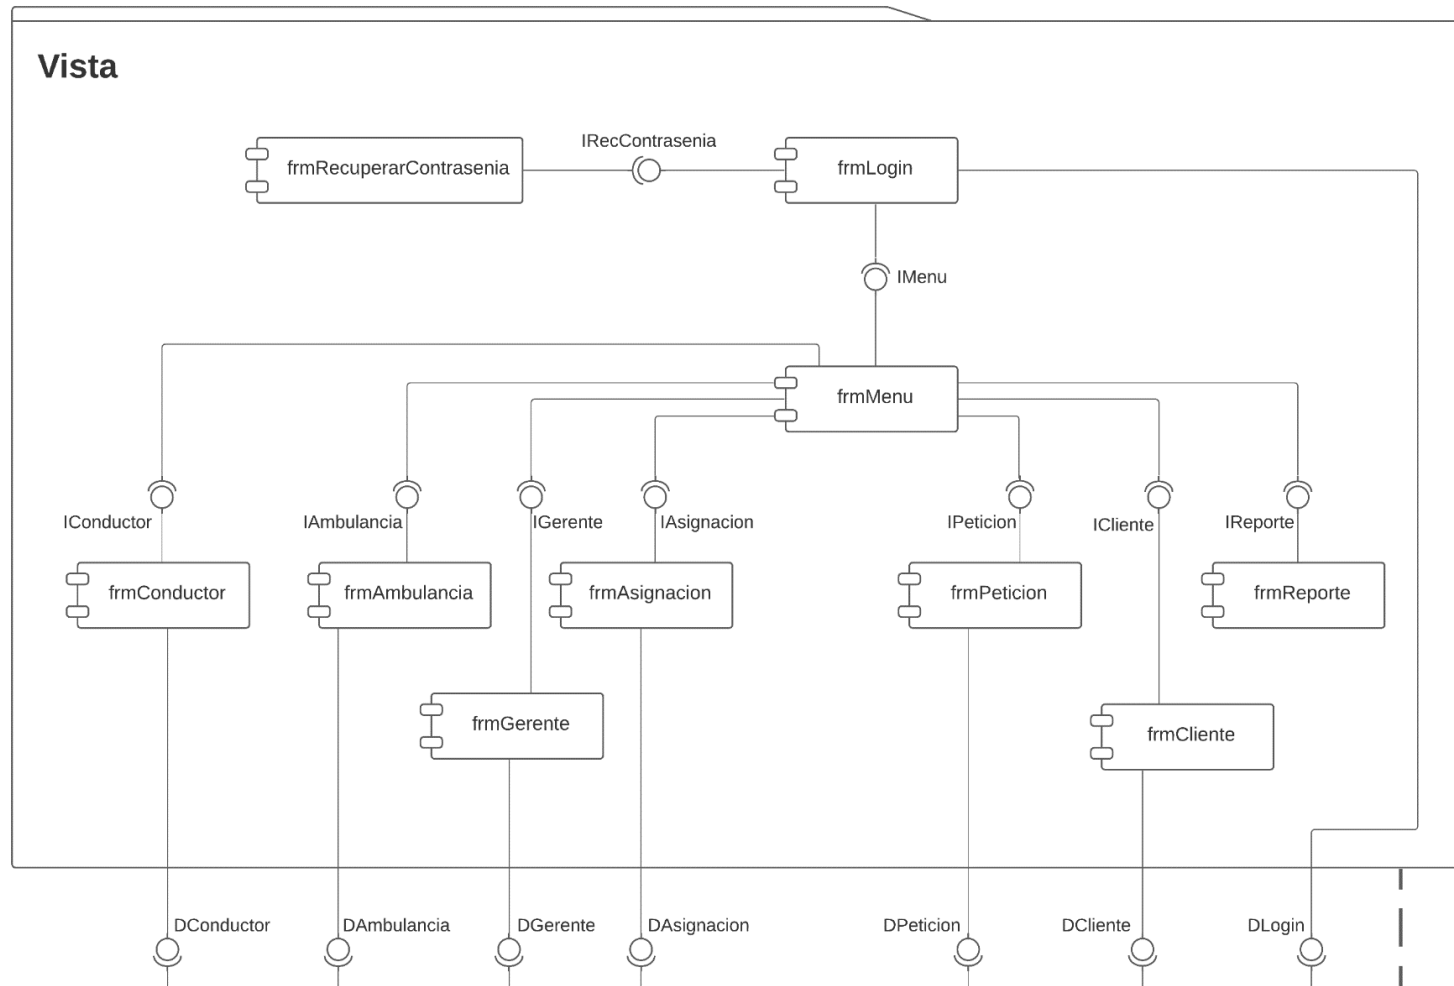 Vista
IRecContrasenia
frmRecuperarContrasenia
frmLogin
IMenu
frmMenu
IConductor
IAmbulancia
IGerente
IAsignacion
IPeticion
ICliente
IReporte
frmConductor
frmAmbulancia
frmAsignacion
frmPeticion
frmReporte
frmGerente
frmCliente
DConductor
DAmbulancia
DGerente
DAsignacion
DPeticion
DCliente
DLogin